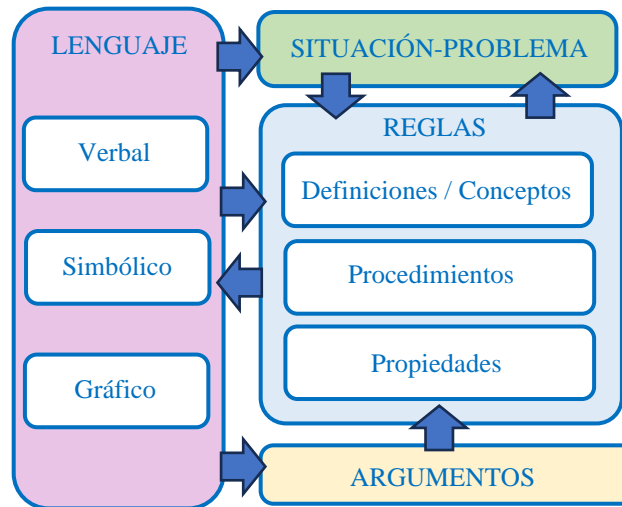 LENGUAJE
Verbal
Simbólico
Gráfico
SITUACIÓN-PROBLEMA
REGLAS
Definiciones / Conceptos
Procedimientos
Propiedades
ARGUMENTOS